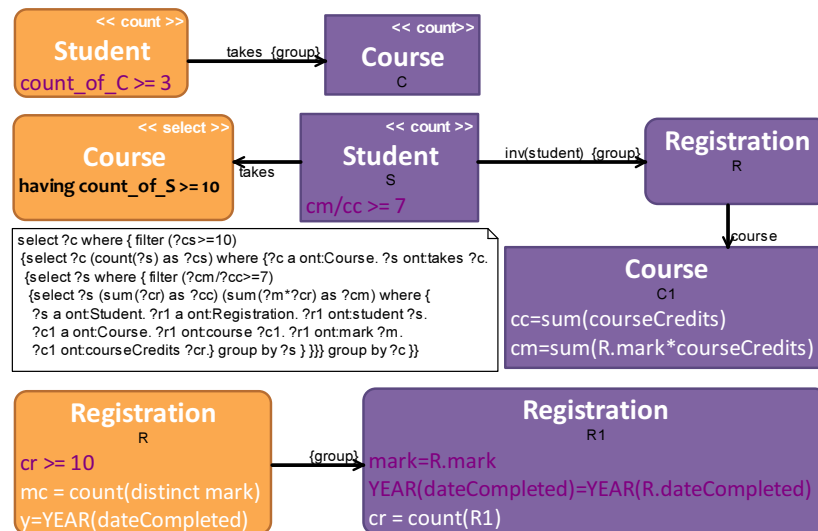 << count >>
Student
count_of_C >= 3
takes {group}
<< count>>
Course
C
<< select >>
Course
having count_of_S >= 10
takes
<< count >>
Student
S
cm/cc >= 7
inv(student) {group}
Registration
R
course
Course
C1
cc=sum(courseCredits)
cm=sum(R.mark*courseCredits)
select ?c where { filter (?cs>=10)
{select ?c (count(?s) as ?cs) where {?c a ont:Course. ?s ont:takes ?c.
{select ?s where { filter (?cm/?cc>=7)
{select ?s (sum(?cr) as ?cc) (sum(?m*?cr) as ?cm) where {
?s a ont:Student. ?r1 a ont:Registration. ?r1 ont:student ?s.
?c1 a ont:Course. ?r1 ont:course ?c1. ?r1 ont:mark ?m.
?c1 ont:courseCredits ?cr.} group by ?s } }}} group by ?c }}
Registration
R
cr >= 10
mc = count(distinct mark)
y=YEAR(dateCompleted)
{group}
Registration
R1
mark=R.mark
YEAR(dateCompleted)=YEAR(R.dateCompleted)
cr = count(R1)